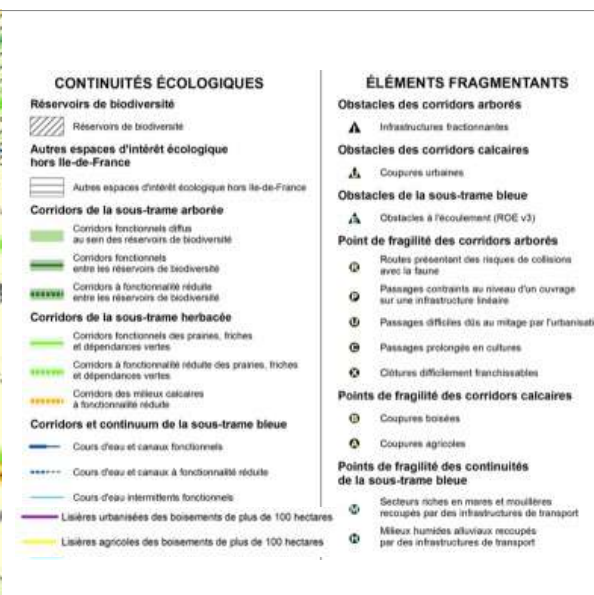 CONTINUITÉS ÉCOLOGIQUES
Réservoirs de biodiversité
Réservoirs de biodiversité
Autres espaces d'intérêt écologique
hors Ile-de-France
Autres espaces d'intérêt écologique hors Ile-de-France
Corridors de la sous-trame arborée
Corridors fonctionnels diffus
au sein des réservoirs de biodiversité
Corridors fonctionnels
entre les réservoirs de biodiversité
Corridors à fonctionnalité réduite
entre les réservoirs de biodiversité
Corridors de la sous-trame herbacée
Corridors fonctionnels des prairies, friches
et dépendances vertes
Corridors à fonctionnalité réduite des prairies, friches
et dépendances vertes
Corridors des milieux calcaires
à fonctionnalité réduite
Corridors et continuum de la sous-trame bleue
Cours d'eau et canaux fonctionnels
Cours d'eau et canaux à fonctionnalité réduite
Cours d'eau intermittents fonctionnels
Lisières urbanisées des boisements de plus de 100 hectares
Lisières agricoles des boisements de plus de 100 hectares
ÉLÉMENTS FRAGMENTANTS
Obstacles des corridors arborés
Infrastructures fractionnantes
Obstacles des corridors calcaires
Coupures urbaines
Obstacles de la sous-trame bleue
Obstacles à l'écoulement (ROE v3)
Point de fragilité des corridors arborés
R Routes présentant des risques de collisions
avec la faune
P Passages contraints au niveau d'un ouvrage
sur une infrastructure linéaire
U Passages difficiles dûs au mitage par l'urbanisati
C Passages prolongés en cultures
X Clôtures difficilement franchissables
Points de fragilité des corridors calcaires
B Coupures boisées
A Coupures agricoles
Points de fragilité des continuités
de la sous-trame bleue
M Secteurs riches en mares et mouillères
recoupés par des infrastructures de transport
H Milieux humides alluviaux recoupés
par des infrastructures de transport